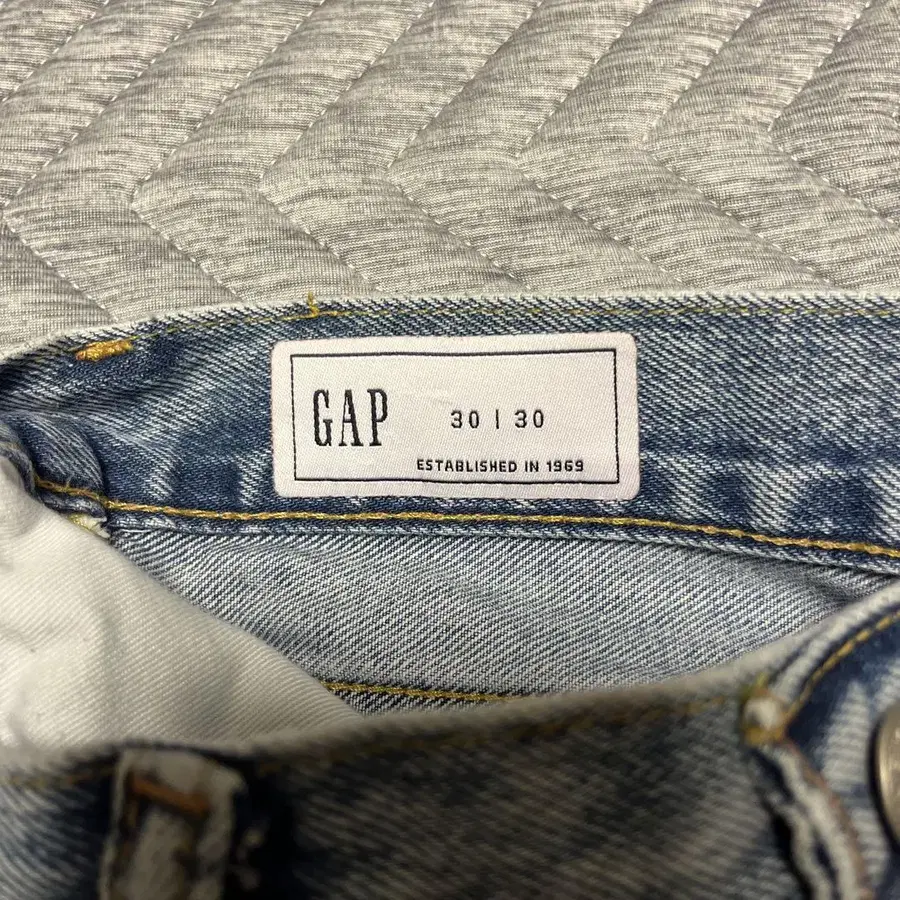 GAP
30 | 30
ESTABLISHED IN 1969